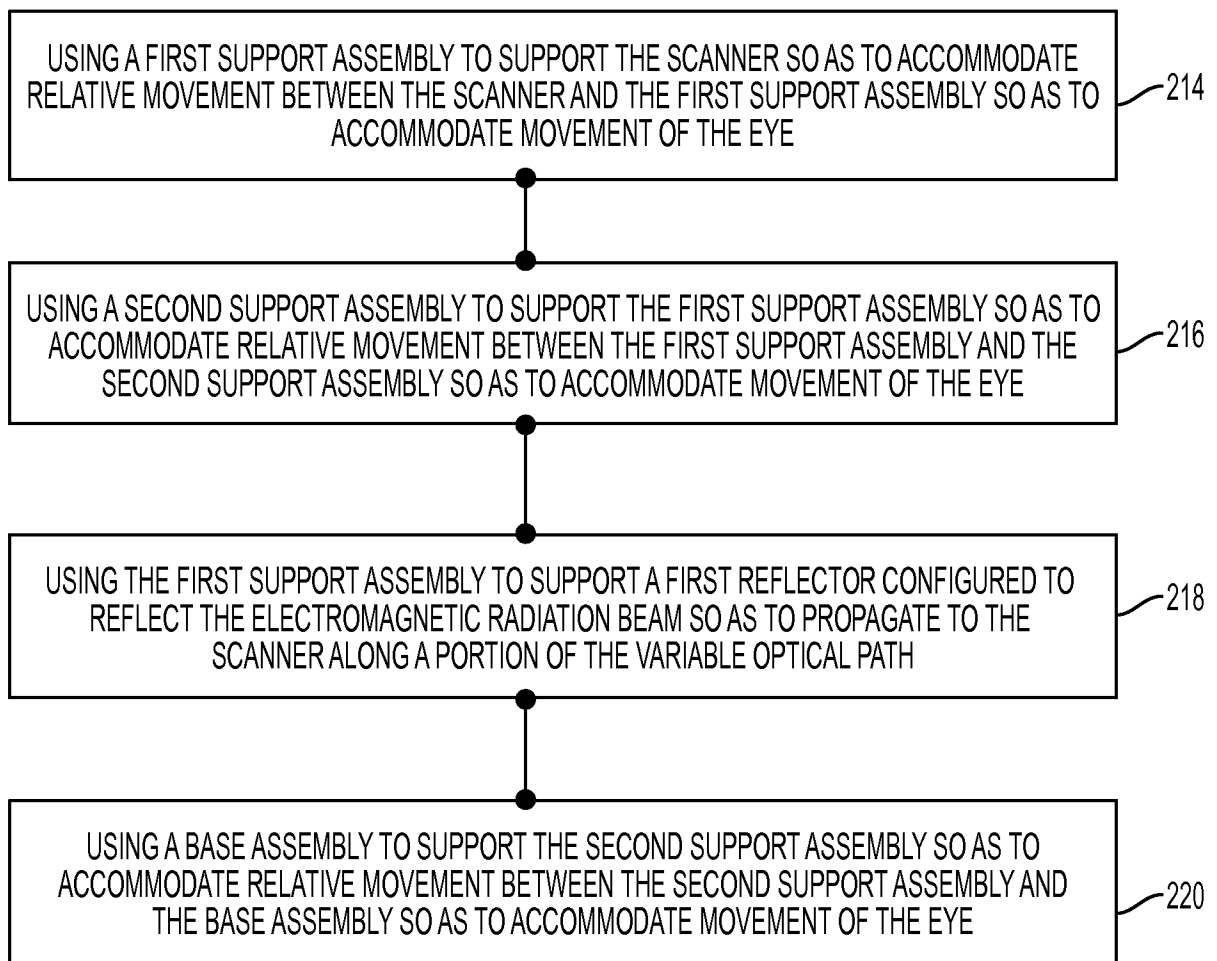 USING A FIRST SUPPORT ASSEMBLY TO SUPPORT THE SCANNER SO AS TO ACCOMMODATE
RELATIVE MOVEMENT BETWEEN THE SCANNER AND THE FIRST SUPPORT ASSEMBLY SO AS TO
ACCOMMODATE MOVEMENT OF THE EYE
214
USING A SECOND SUPPORT ASSEMBLY TO SUPPORT THE FIRST SUPPORT ASSEMBLY SO AS TO
ACCOMMODATE RELATIVE MOVEMENT BETWEEN THE FIRST SUPPORT ASSEMBLY AND THE
SECOND SUPPORT ASSEMBLY SO AS TO ACCOMMODATE MOVEMENT OF THE EYE
216
USING THE FIRST SUPPORT ASSEMBLY TO SUPPORT A FIRST REFLECTOR CONFIGURED TO
REFLECT THE ELECTROMAGNETIC RADIATION BEAM SO AS TO PROPAGATE TO THE
SCANNER ALONG A PORTION OF THE VARIABLE OPTICAL PATH
218
USING A BASE ASSEMBLY TO SUPPORT THE SECOND SUPPORT ASSEMBLY SO AS TO
ACCOMMODATE RELATIVE MOVEMENT BETWEEN THE SECOND SUPPORT ASSEMBLY AND
THE BASE ASSEMBLY SO AS TO ACCOMMODATE MOVEMENT OF THE EYE
220